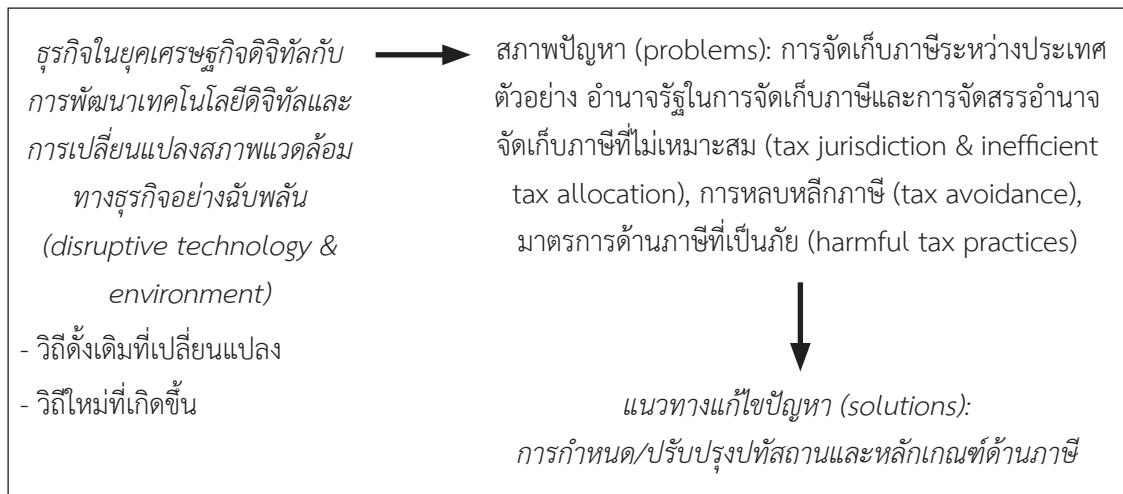 ธุรกิจในยุคเศรษฐกิจดิจิทัลกับ
การพัฒนาเทคโนโลยีดิจิทัลและ
การเปลี่ยนแปลงสภาพแวดล้อม
ทางธุรกิจอย่างฉับพลัน
(disruptive technology &
environment)
- วิถีดั้งเดิมที่เปลี่ยนแปลง
- วิถีใหม่ที่เกิดขึ้น
สภาพปัญหา (problems): การจัดเก็บภาษีระหว่างประเทศ
ตัวอย่าง อำนาจรัฐในการจัดเก็บภาษีและการจัดสรรอำนาจ
จัดเก็บภาษีที่ไม่เหมาะสม (tax jurisdiction & inefficient
tax allocation), การหลบหลีกภาษี (tax avoidance),
มาตรการด้านภาษีที่เป็นภัย (harmful tax practices)
แนวทางแก้ไขปัญหา (solutions):
การกำหนด/ปรับปรุงปทัสถานและหลักเกณฑ์ด้านภาษี